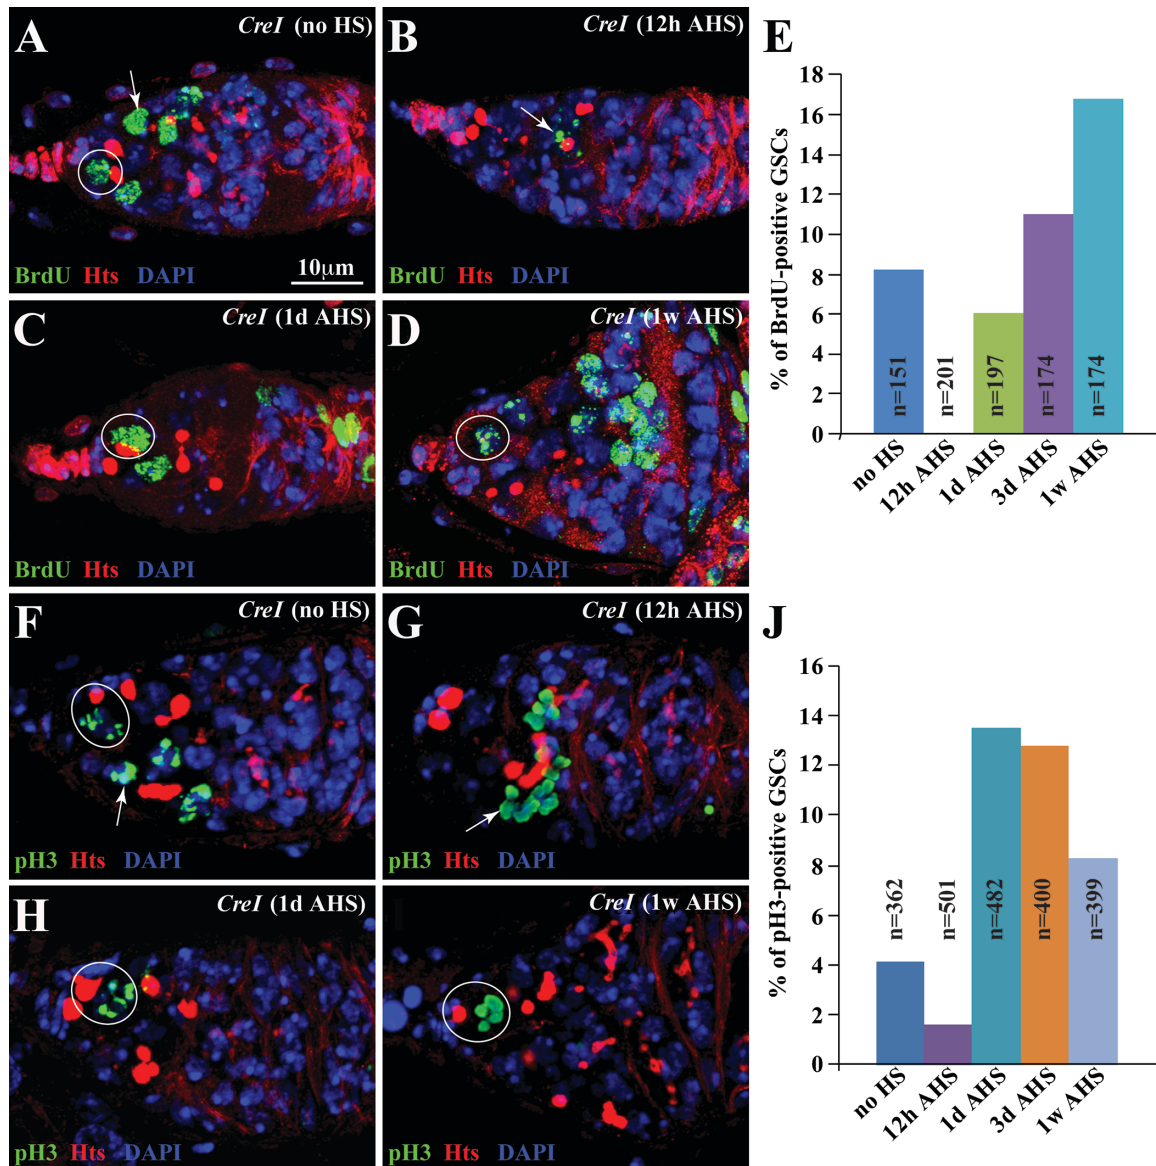 A
CreI (no HS)
BrdU Hts DAPI
10μm
B
CreI (12h AHS)
BrdU Hts DAPI
C
CreI (1d AHS)
BrdU Hts DAPI
D
CreI (1w AHS)
BrdU Hts DAPI
E
% of BrdU-positive GSCs
18
16
14
12
10
8
6
4
2
0
n=151
n=201
n=197
n=174
n=174
no HS
12h AHS
1d AHS
3d AHS
1w AHS
F
CreI (no HS)
pH3 Hts DAPI
G
CreI (12h AHS)
pH3 Hts DAPI
H
CreI (1d AHS)
pH3 Hts DAPI
I
CreI (1w AHS)
pH3 Hts DAPI
J
% of pH3-positive GSCs
16
14
12
10
8
6
4
2
0
n=362
n=501
n=482
n=400
n=399
no HS
12h AHS
1d AHS
3d AHS
1w AHS